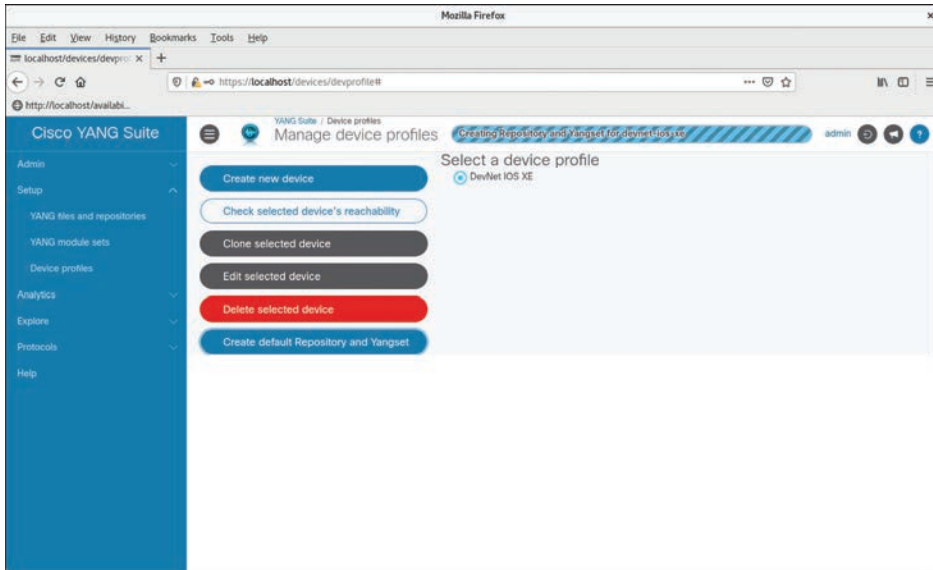 Mozilla Firefox
File Edit View History Bookmarks Tools Help
localhost/devices/devpro
https://localhost/devices/devprofile#
http://localhost/availabi...
Cisco YANG Suite
YANG Suite / Device profiles
Manage device profiles
Creating Repository and Yangset for devnet-ios-xe
admin
Admin
Setup
YANG files and repositories
YANG module sets
Device profiles
Analytics
Explore
Protocols
Help
Create new device
Check selected device's reachability
Clone selected device
Edit selected device
Delete selected device
Create default Repository and Yangset
Select a device profile
DevNet IOS XE